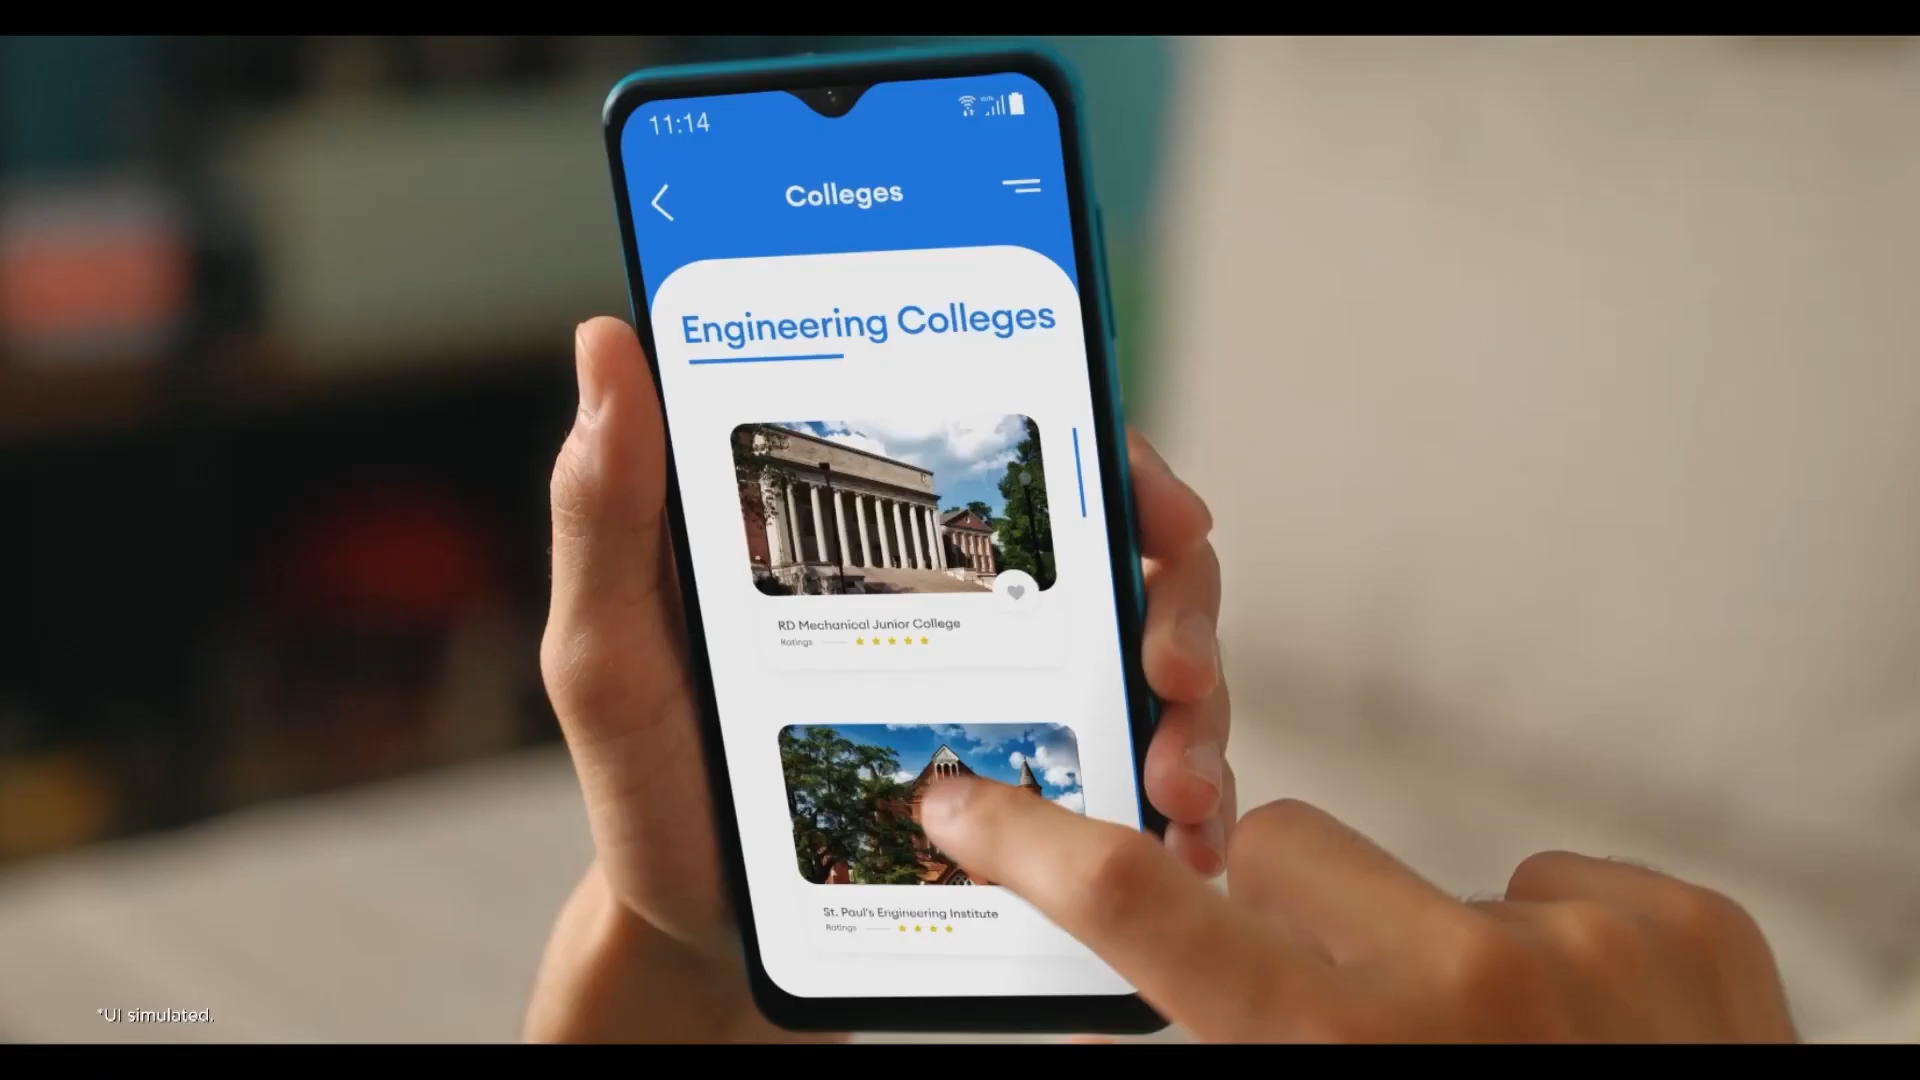 11:14
Colleges
Engineering Colleges
RD Mechanical Junior College
Ratings
St. Paul's Engineering Institute
Ratings
*UI simulated.